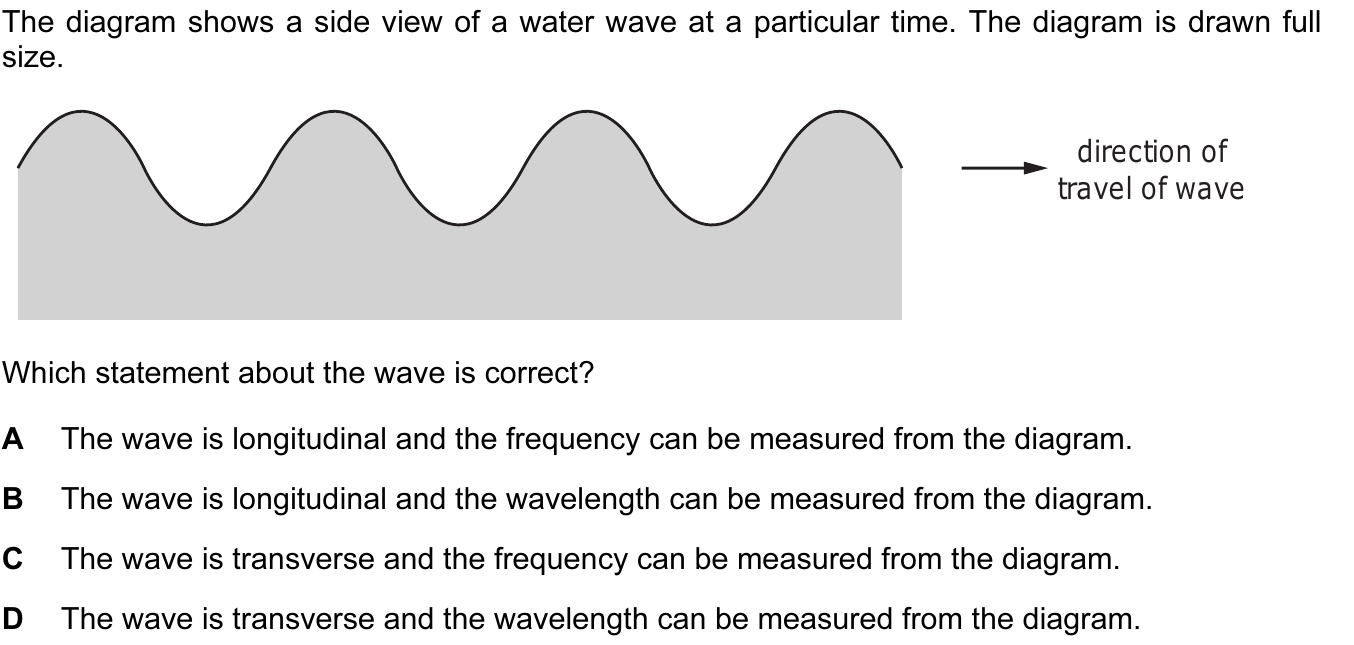 The diagram shows a side view of a water wave at a particular time. The diagram is drawn full
size.
direction of
travel of wave
Which statement about the wave is correct?
A The wave is longitudinal and the frequency can be measured from the diagram.
B The wave is longitudinal and the wavelength can be measured from the diagram.
C The wave is transverse and the frequency can be measured from the diagram.
D The wave is transverse and the wavelength can be measured from the diagram.